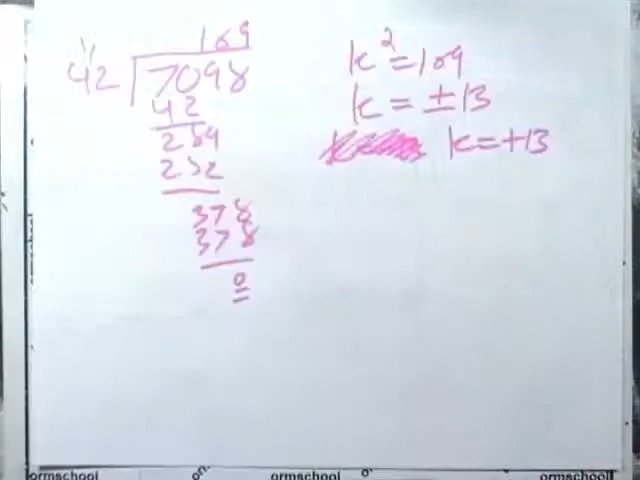 169
42 7098
42
289
252
378
378
0
k²=169
k=±13
k=+13
ormschool
ormschool
ormschool